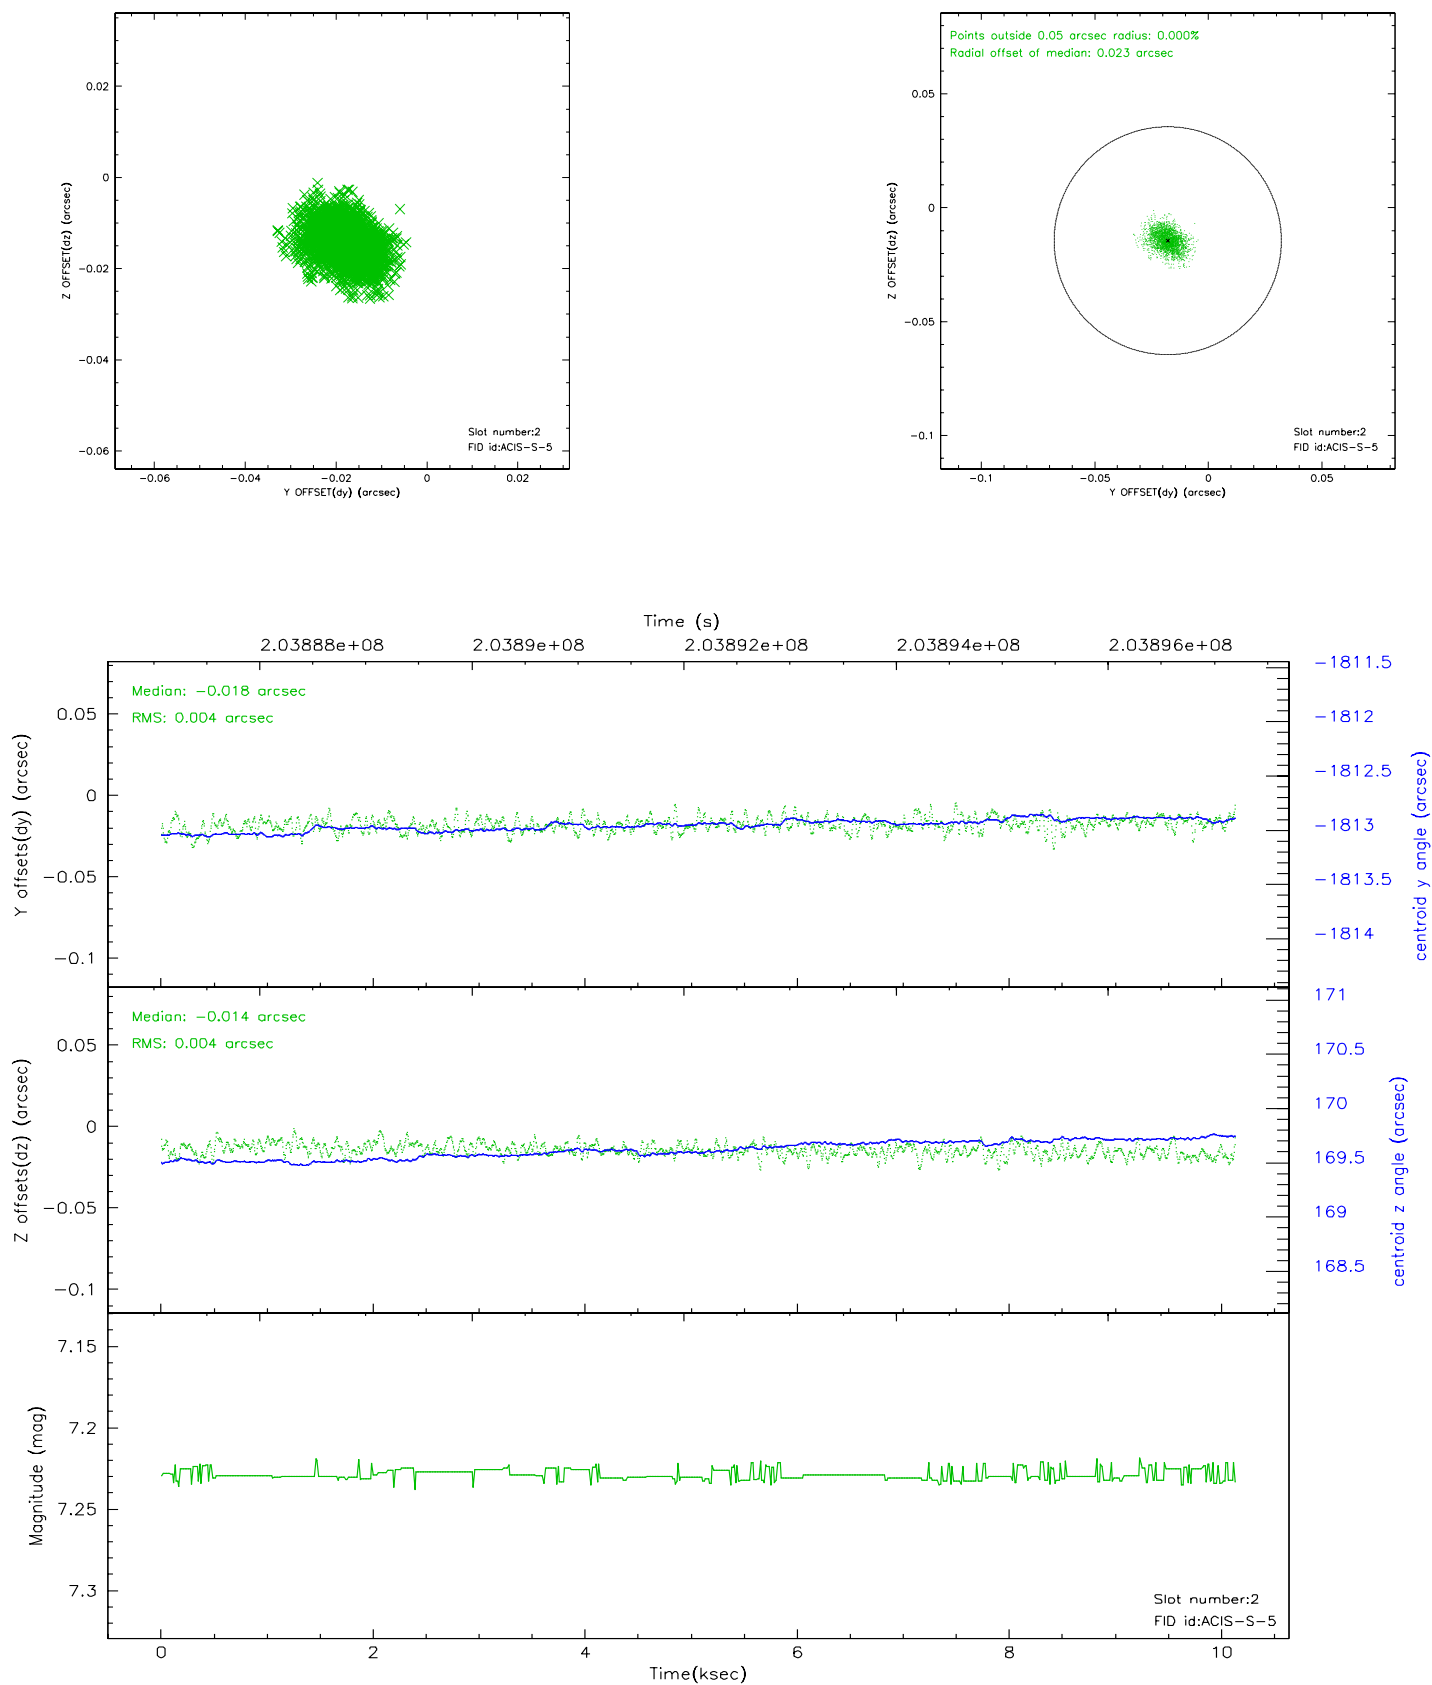 0.02
0
-0.02
-0.04
-0.06
Z OFFSET(dz) (arcsec)
Slot number:2
FID id:ACIS-S-5
-0.06
-0.04
-0.02
0
0.02
Y OFFSET(dy) (arcsec)
Points outside 0.05 arcsec radius: 0.000%
Radial offset of median: 0.023 arcsec
0.05
0
-0.05
-0.1
Z OFFSET(dz) (arcsec)
Slot number:2
FID id:ACIS-S-5
-0.1
-0.05
0
0.05
Y OFFSET(dy) (arcsec)
Time (s)
2.03888e+08
2.0389e+08
2.03892e+08
2.03894e+08
2.03896e+08
Median: -0.018 arcsec
RMS: 0.004 arcsec
0.05
0
-0.05
-0.1
Y offsets(dy) (arcsec)
-1811.5
-1812
-1812.5
-1813
-1813.5
-1814
centroid y angle (arcsec)
Median: -0.014 arcsec
RMS: 0.004 arcsec
0.05
0
-0.05
-0.1
Z offsets(dz) (arcsec)
171
170.5
170
169.5
169
168.5
centroid z angle (arcsec)
7.15
7.2
7.25
7.3
Magnitude (mag)
Slot number:2
FID id:ACIS-S-5
0
2
4
6
8
10
Time(ksec)